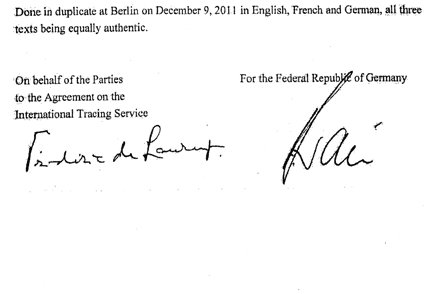 Done in duplicate at Berlin on December 9, 2011 in English, French and German, all three
texts being equally authentic.
On behalf of the Parties
to the Agreement on the
International Tracing Service
For the Federal Republic of Germany
de Laurent.